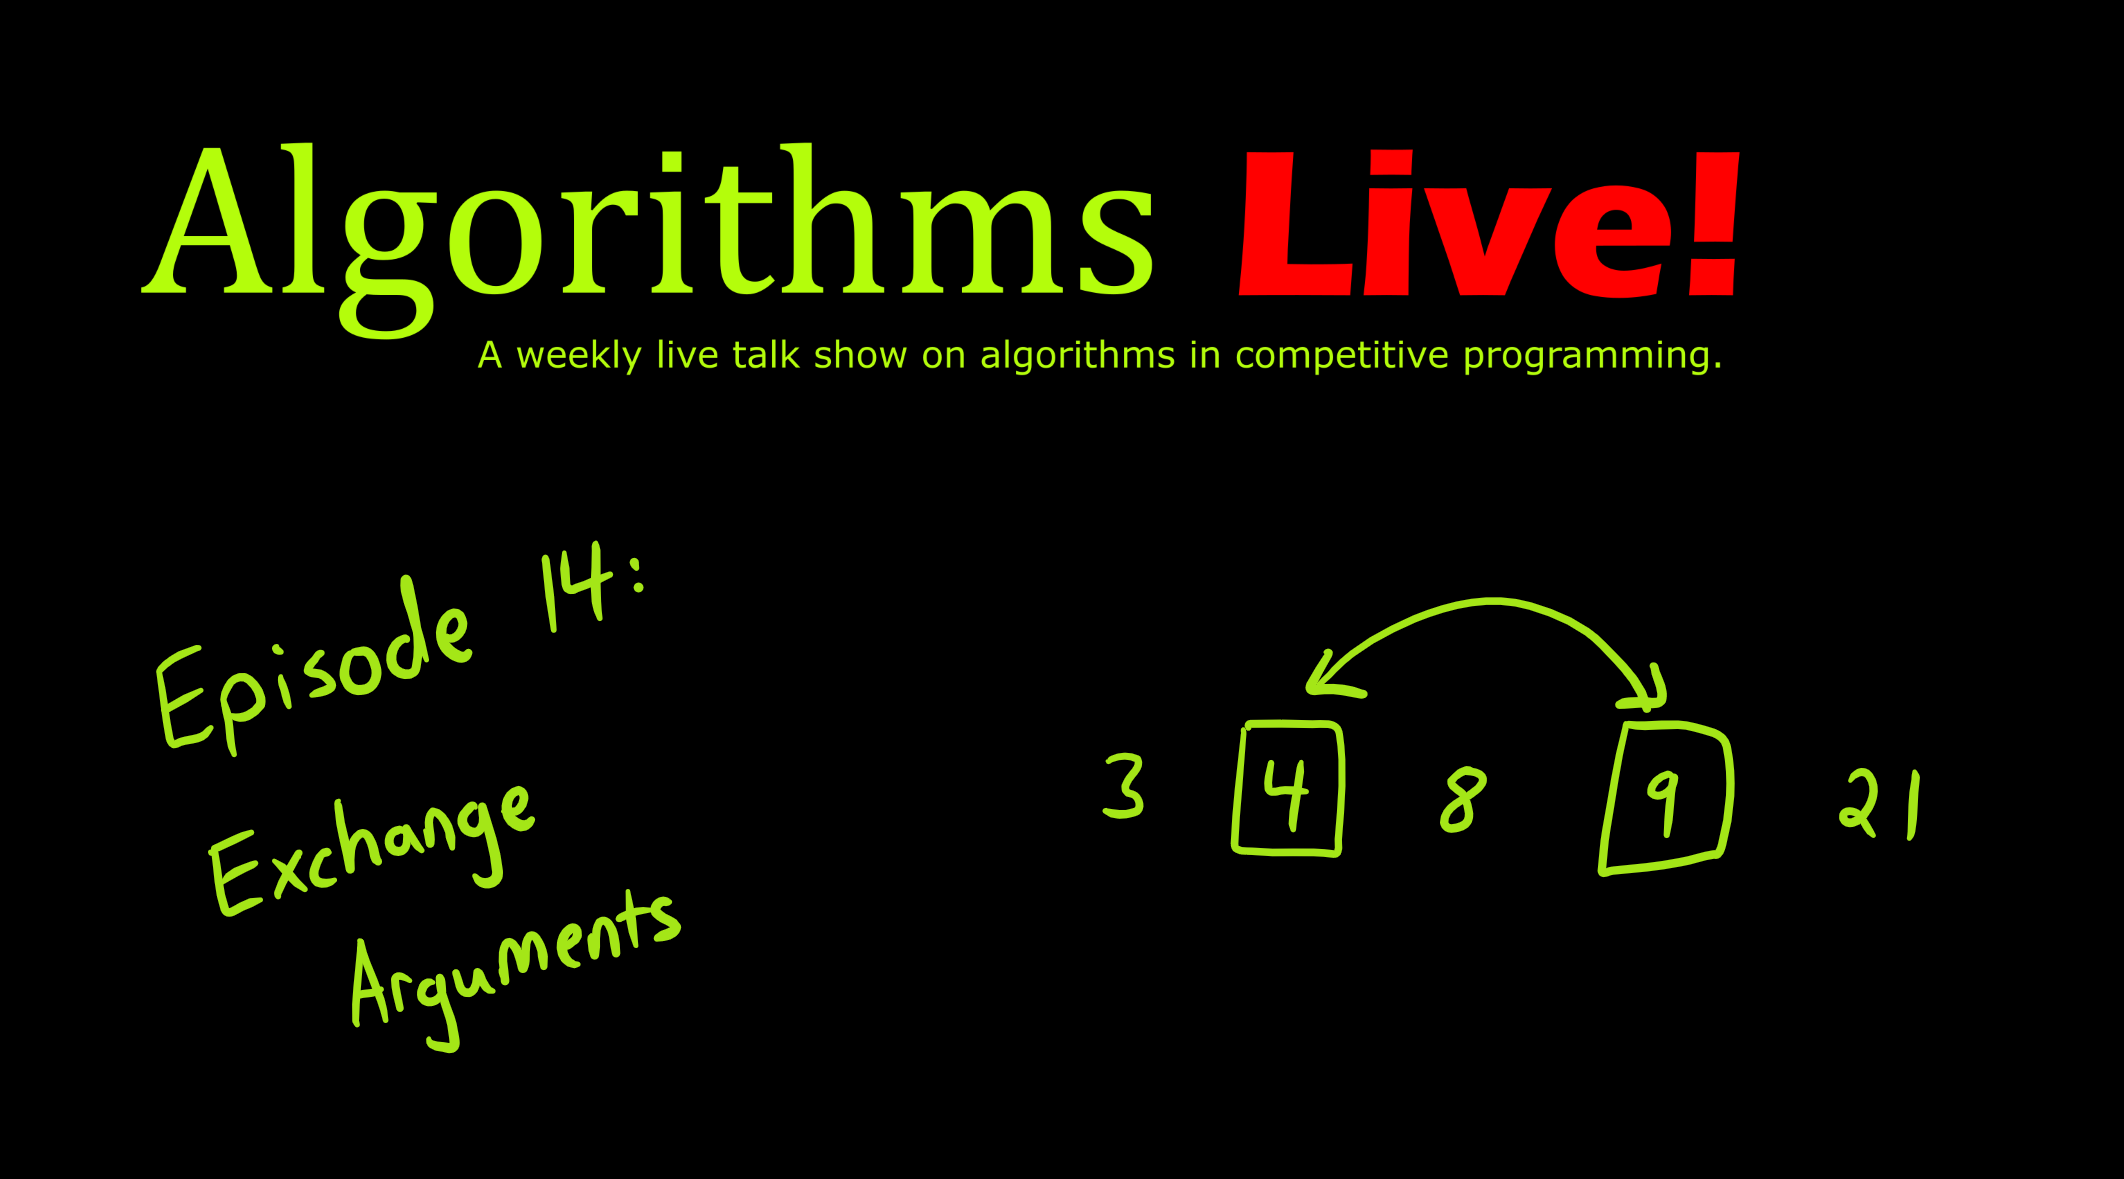 Algorithms Live!
A weekly live talk show on algorithms in competitive programming.
Episode 14:
Exchange
Arguments
3 4 8 9 21